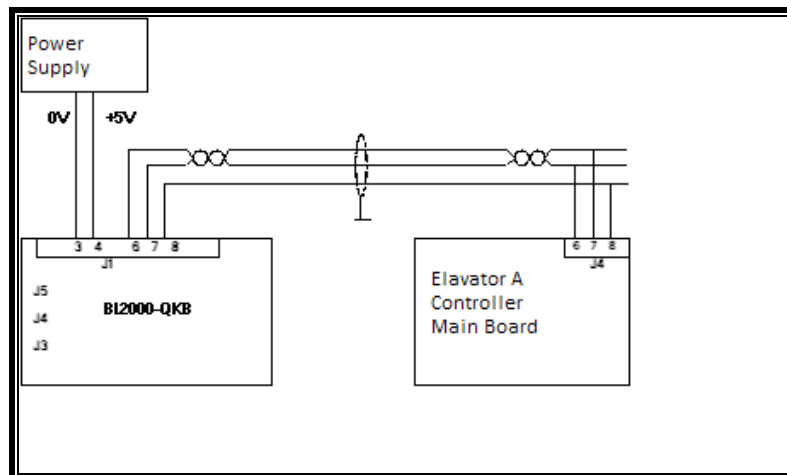 Power
Supply
0V +5V
3 4 6 7 8
J1
6 7 8
J4
J5
J4
J3
BL2000-QKB
Elavator A
Controller
Main Board